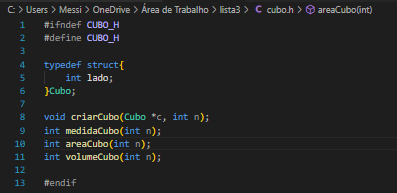 C: > Users > Messi > OneDrive > Área de Trabalho > lista3 > C cubo.h > areaCubo(int)
1 #ifndef CUBO_H
2 #define CUBO_H
3
4 typedef struct{
5 int lado;
6 }Cubo;
7
8 void criarCubo(Cubo *c, int n);
9 int medidaCubo(int n);
10 int areaCubo(int n);
11 int volumeCubo(int n);
12
13 #endif